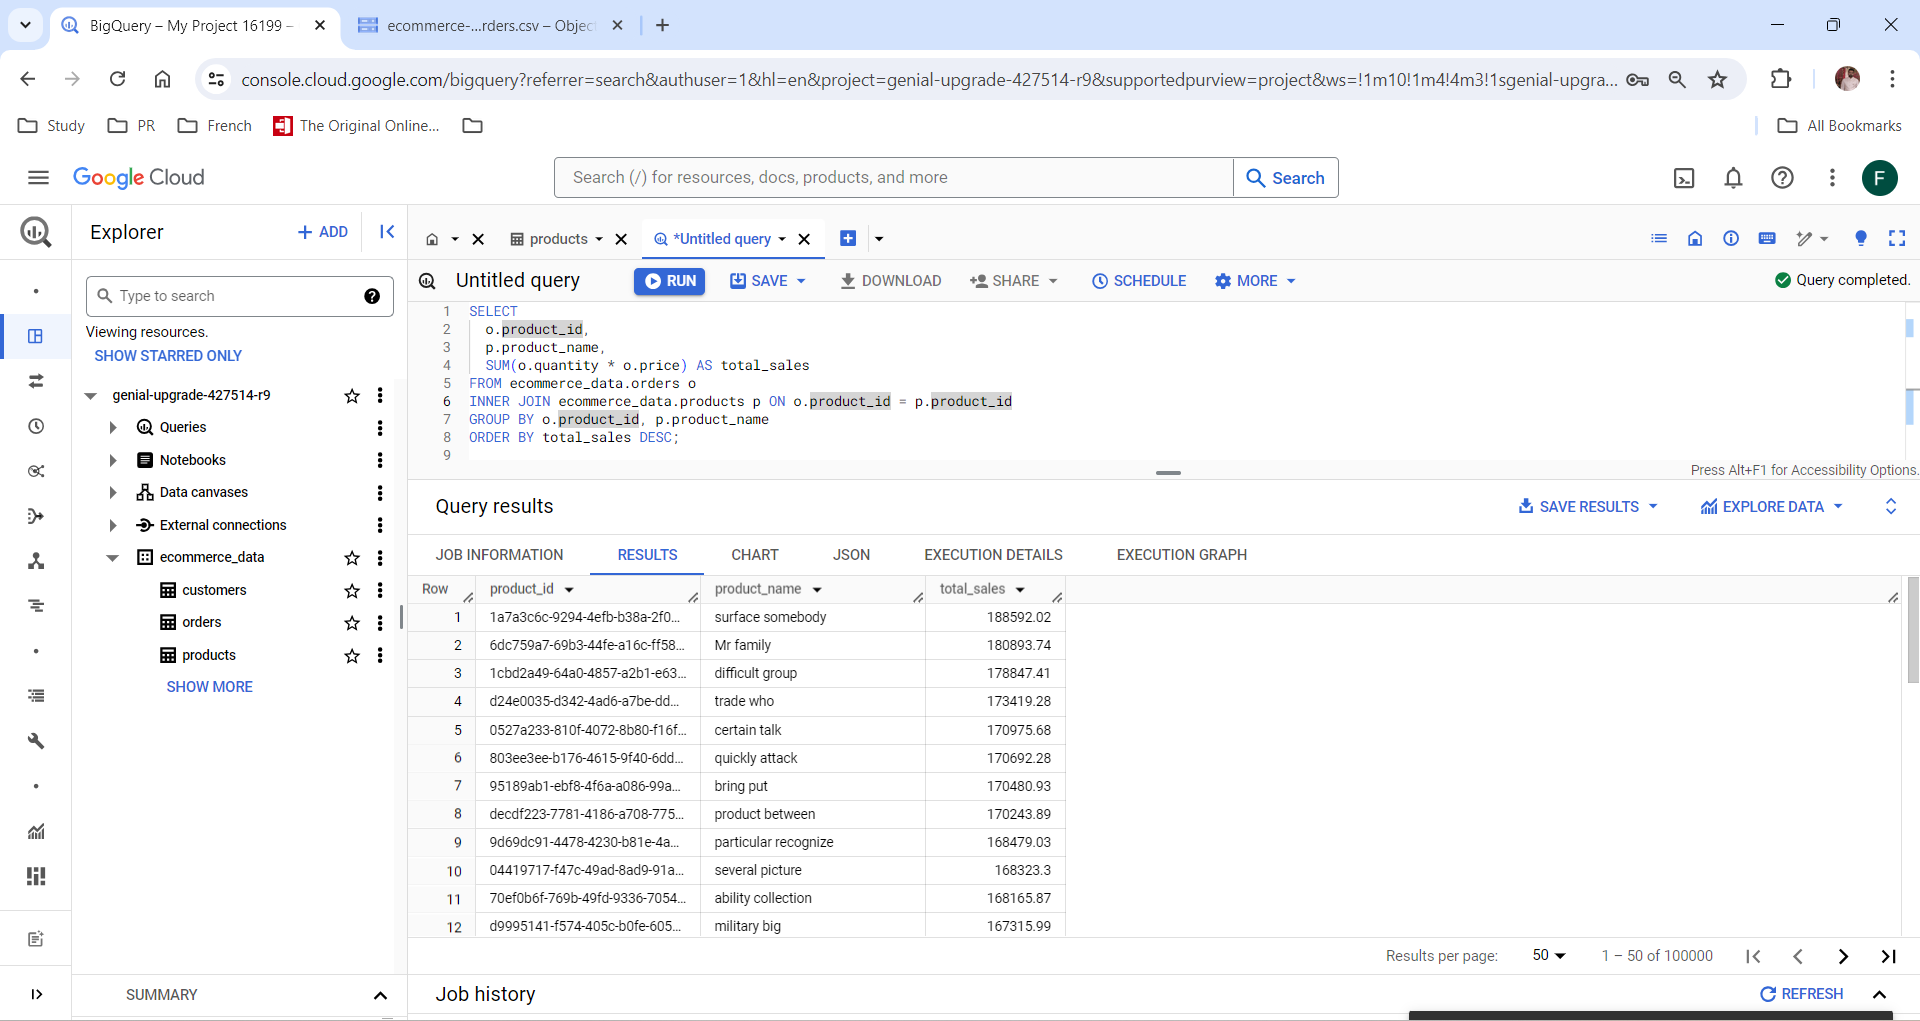 BigQuery – My Project 16199 –
ecommerce-...rders.csv – Objec
console.cloud.google.com/bigquery?referrer=search&authuser=1&hl=en&project=genial-upgrade-427514-r9&supportedpurview=project&ws=!1m10!1m4!4m3!1sgenial-upgra...
Study PR French The Original Online... All Bookmarks
Google Cloud
Search (/) for resources, docs, products, and more
Search
F
Explorer
+ ADD
products
*Untitled query
Type to search
Viewing resources.
SHOW STARRED ONLY
genial-upgrade-427514-r9
Queries
Notebooks
Data canvases
External connections
ecommerce_data
customers
orders
products
SHOW MORE
SUMMARY
Untitled query
RUN SAVE DOWNLOAD SHARE SCHEDULE MORE
Query completed.
1 SELECT
2 o.product_id,
3 p.product_name,
4 SUM(o.quantity * o.price) AS total_sales
5 FROM ecommerce_data.orders o
6 INNER JOIN ecommerce_data.products p ON o.product_id = p.product_id
7 GROUP BY o.product_id, p.product_name
8 ORDER BY total_sales DESC;
9
Press Alt+F1 for Accessibility Options.
Query results
SAVE RESULTS EXPLORE DATA
JOB INFORMATION RESULTS CHART JSON EXECUTION DETAILS EXECUTION GRAPH
Row product_id product_name total_sales
1 1a7a3c6c-9294-4efb-b38a-2f0... surface somebody 188592.02
2 6dc759a7-69b3-44fe-a16c-ff58... Mr family 180893.74
3 1cbd2a49-64a0-4857-a2b1-e63... difficult group 178847.41
4 d24e0035-d342-4ad6-a7be-dd... trade who 173419.28
5 0527a233-810f-4072-8b80-f16f... certain talk 170975.68
6 803ee3ee-b176-4615-9f40-6dd... quickly attack 170692.28
7 95189ab1-ebf8-4f6a-a086-99a... bring put 170480.93
8 decdf223-7781-4186-a708-775... product between 170243.89
9 9d69dc91-4478-4230-b81e-4a... particular recognize 168479.03
10 04419717-f47c-49ad-8ad9-91a... several picture 168323.3
11 70ef0b6f-769b-49fd-9336-7054... ability collection 168165.87
12 d9995141-f574-405c-b0fe-605... military big 167315.99
Results per page: 50 1 – 50 of 100000
Job history
REFRESH